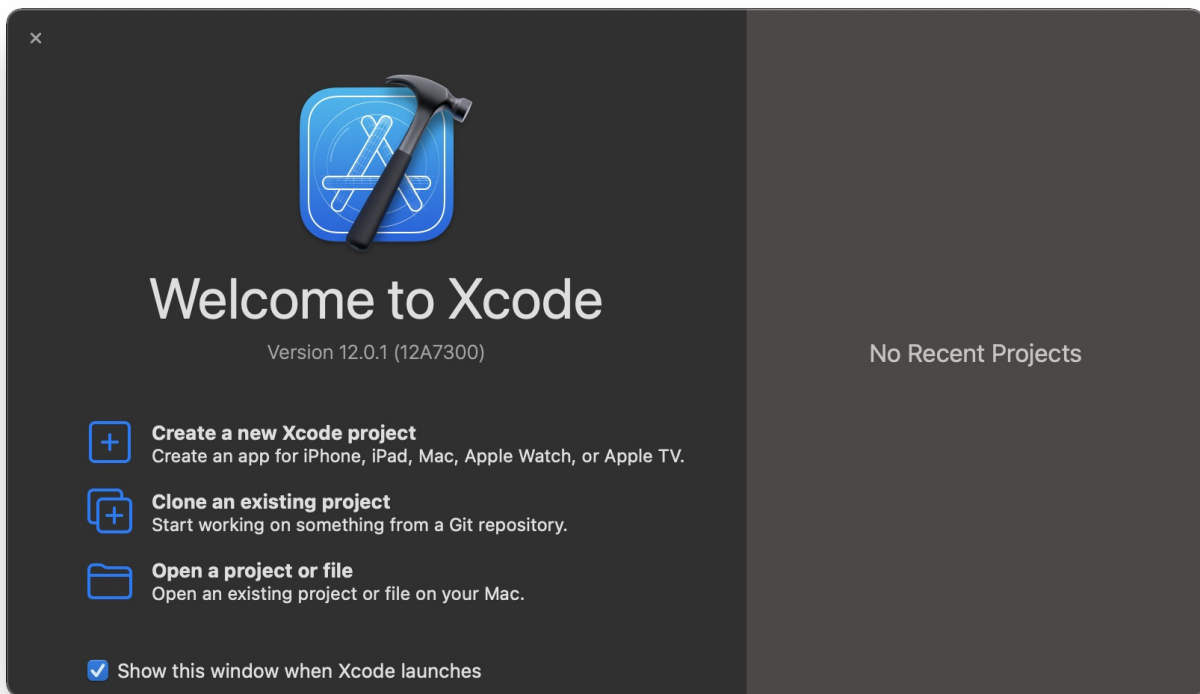 Welcome to Xcode
Version 12.0.1 (12A7300)
Create a new Xcode project
Create an app for iPhone, iPad, Mac, Apple Watch, or Apple TV.
Clone an existing project
Start working on something from a Git repository.
Open a project or file
Open an existing project or file on your Mac.
Show this window when Xcode launches
No Recent Projects